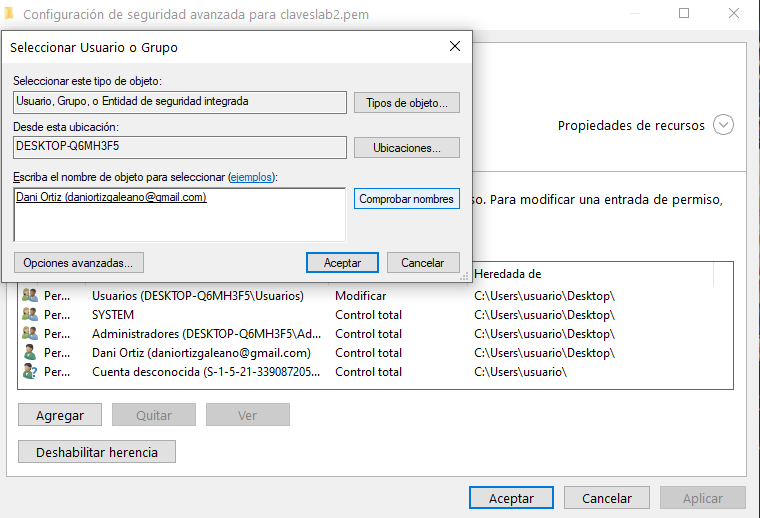 Configuración de seguridad avanzada para claveslab2.pem
Seleccionar Usuario o Grupo
Seleccionar este tipo de objeto:
Usuario, Grupo, o Entidad de seguridad integrada
Tipos de objeto...
Desde esta ubicación:
DESKTOP-Q6MH3F5
Ubicaciones...
Escriba el nombre de objeto para seleccionar (ejemplos):
Dani Ortiz (daniortizgaleano@gmail.com)
Comprobar nombres
Opciones avanzadas...
Aceptar
Cancelar
Propiedades de recursos
so. Para modificar una entrada de permiso,
Heredada de
Per... Usuarios (DESKTOP-Q6MH3F5\Usuarios) Modificar C:\Users\usuario\Desktop\
Per... SYSTEM Control total C:\Users\usuario\Desktop\
Per... Administradores (DESKTOP-Q6MH3F5\Ad... Control total C:\Users\usuario\Desktop\
Per... Dani Ortiz (daniortizgaleano@gmail.com) Control total C:\Users\usuario\Desktop\
Per... Cuenta desconocida (S-1-5-21-339087205... Control total C:\Users\usuario\
Agregar
Quitar
Ver
Deshabilitar herencia
Aceptar
Cancelar
Aplicar